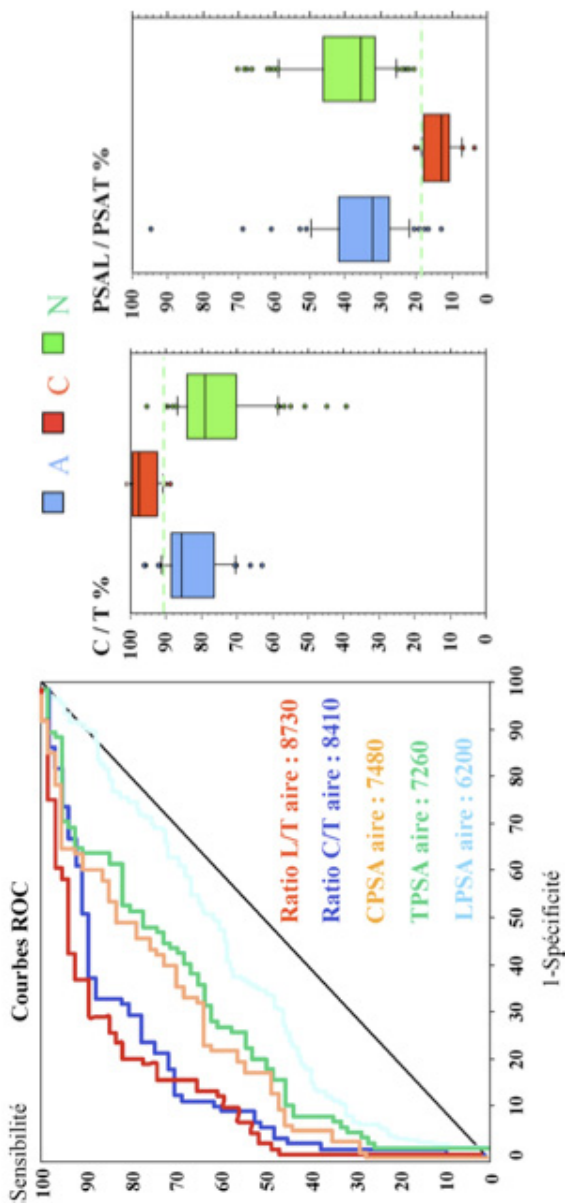 Sensibilité
Courbes ROC
100
90
80
70
60
50
40
30
20
10
0
0 10 20 30 40 50 60 70 80 90 100
1-Spécificité
Ratio L/T aire : 8730
Ratio C/T aire : 8410
CPSA aire : 7480
TPSA aire : 7260
LPSA aire : 6200
A C N
C / T %
100
90
80
70
60
50
40
30
20
10
0
PSAL / PSAT %
100
90
80
70
60
50
40
30
20
10
0